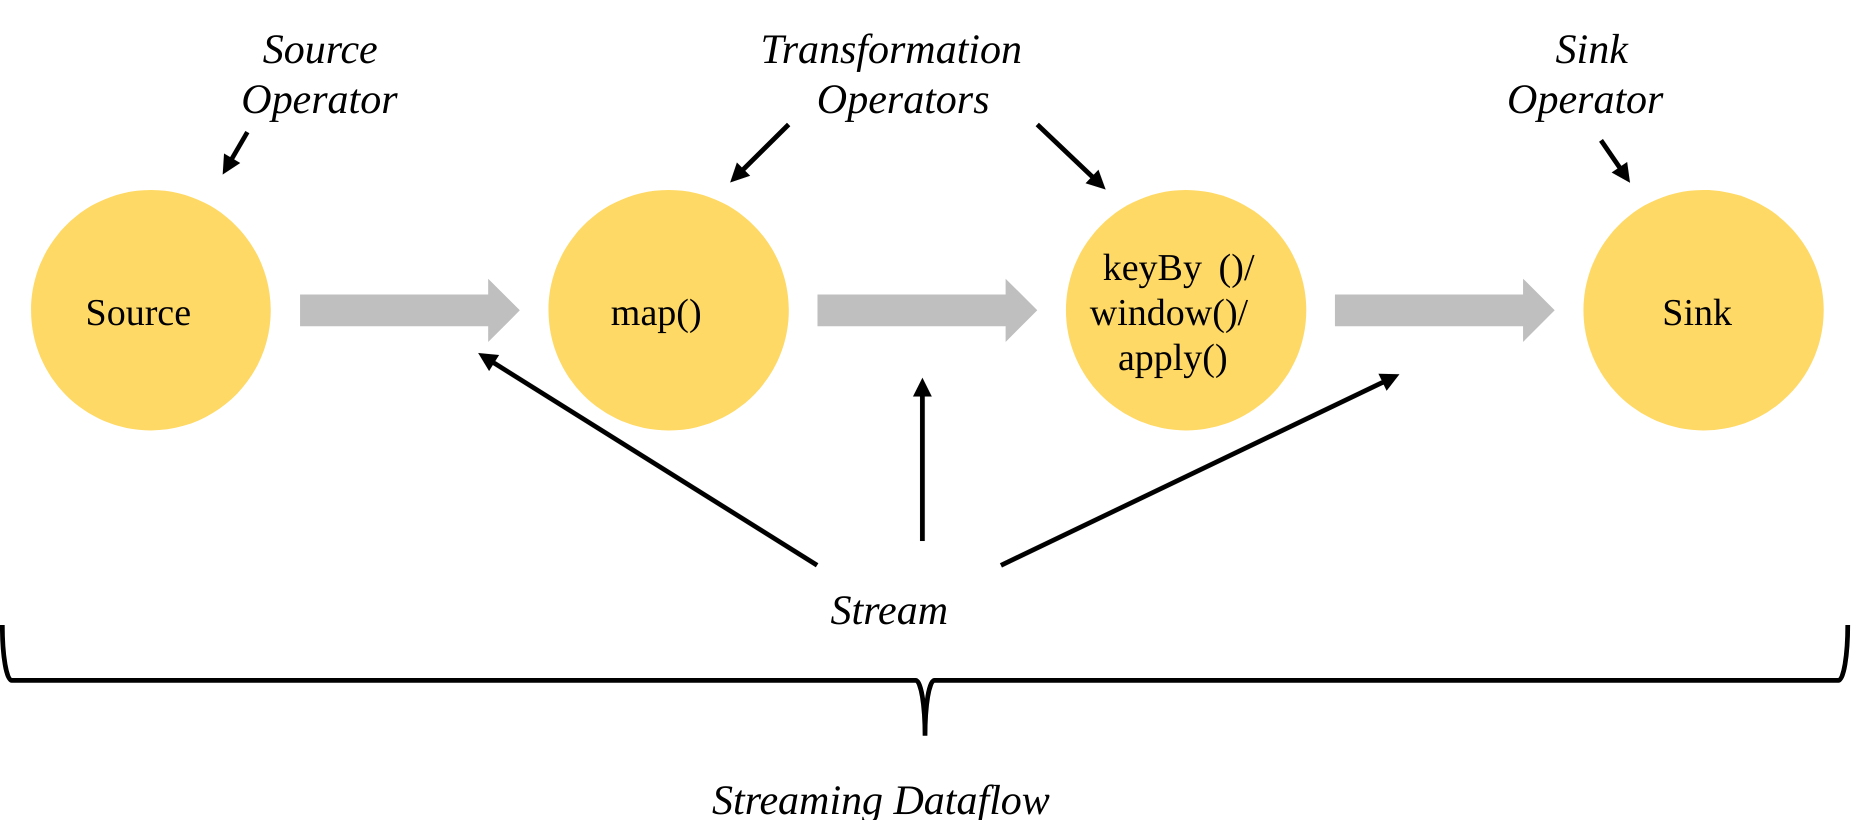 Source
Operator
Transformation
Operators
Sink
Operator
Source
map()
keyBy ()/
window()/
apply()
Sink
Stream
Streaming Dataflow